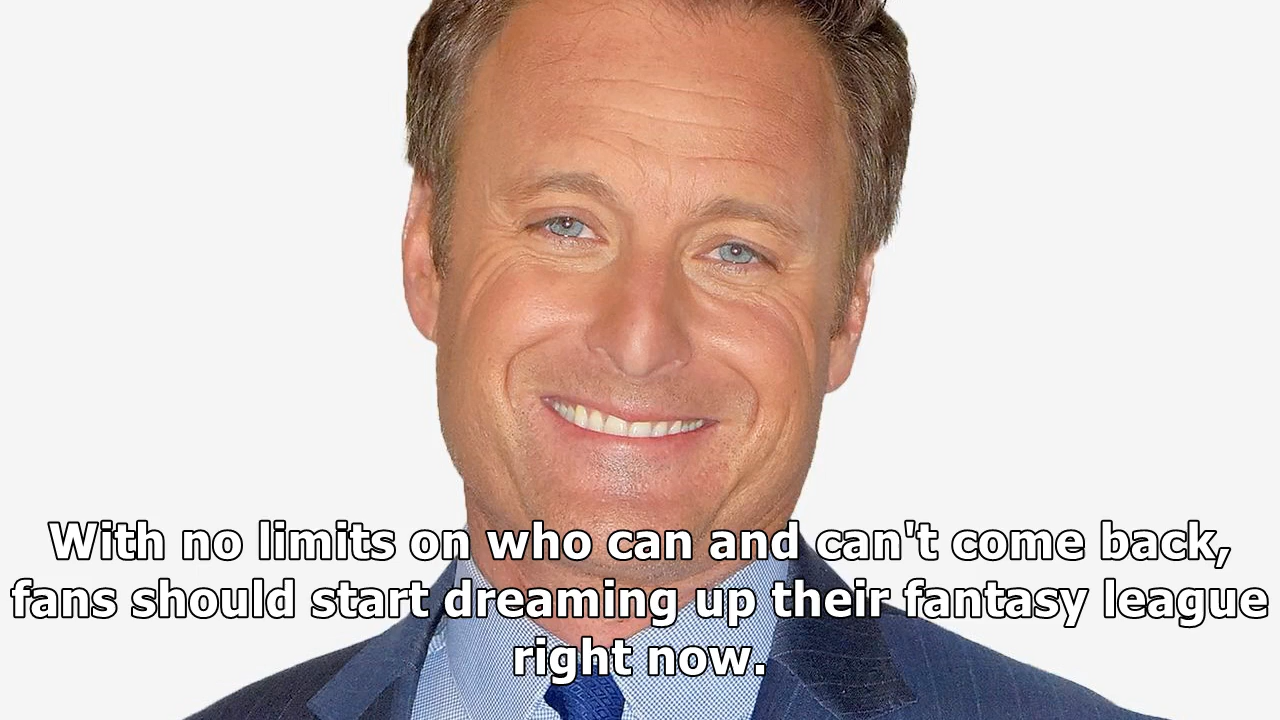 With no limits on who can and can't come back,
fans should start dreaming up their fantasy league
right now.